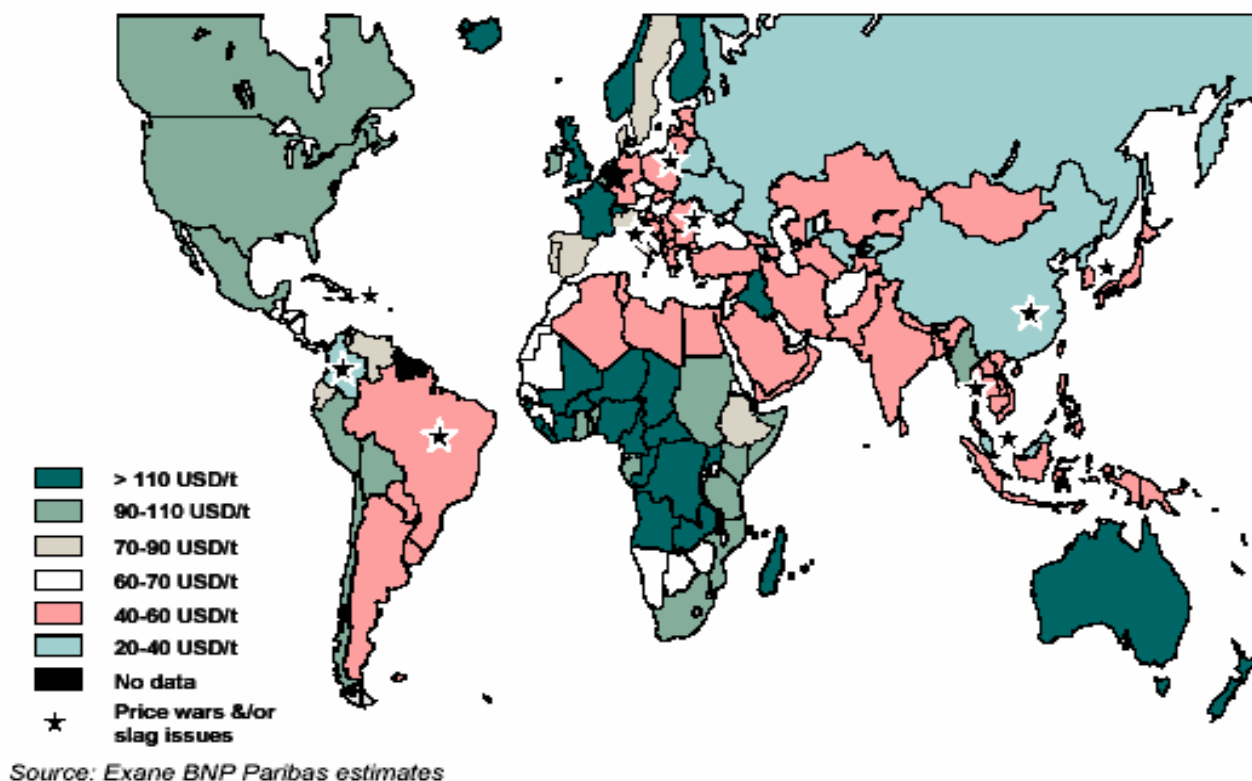 > 110 USD/t
90-110 USD/t
70-90 USD/t
60-70 USD/t
40-60 USD/t
20-40 USD/t
No data
Price wars &/or
slag issues
Source: Exane BNP Paribas estimates